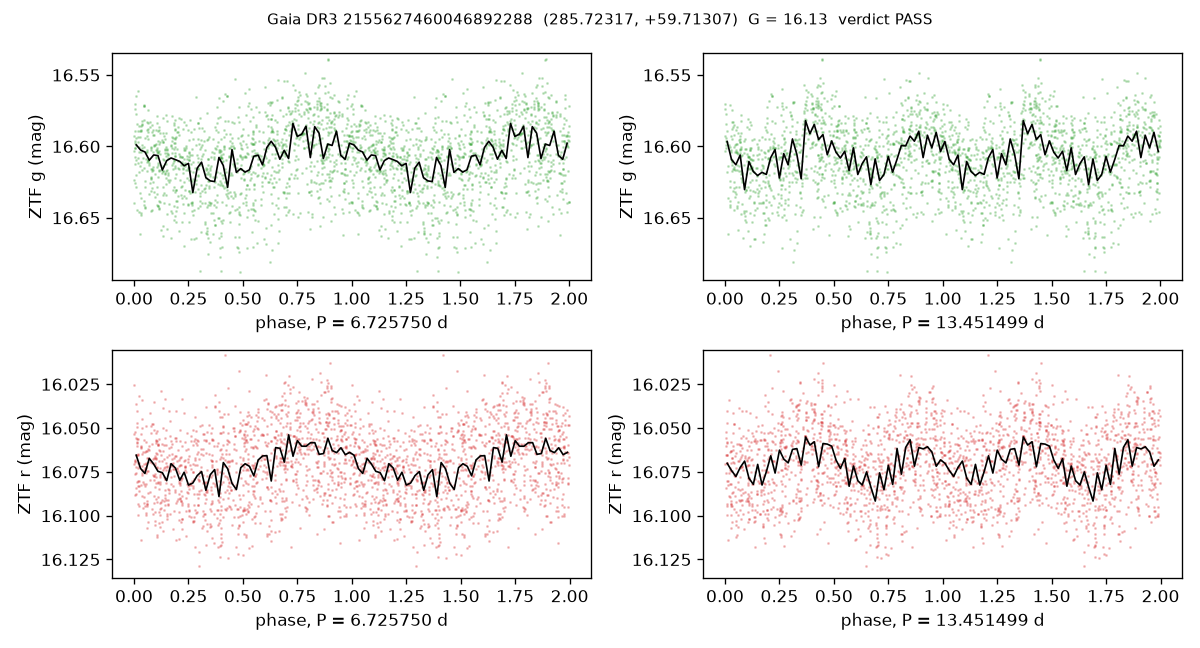 Gaia DR3 2155627460046892288  (285.72317, +59.71307)  G = 16.13  verdict PASS
ZTF g (mag)
16.55
16.60
16.65
0.00 0.25 0.50 0.75 1.00 1.25 1.50 1.75 2.00
phase, P = 6.725750 d
ZTF g (mag)
16.55
16.60
16.65
0.00 0.25 0.50 0.75 1.00 1.25 1.50 1.75 2.00
phase, P = 13.451499 d
ZTF r (mag)
16.025
16.050
16.075
16.100
16.125
0.00 0.25 0.50 0.75 1.00 1.25 1.50 1.75 2.00
phase, P = 6.725750 d
ZTF r (mag)
16.025
16.050
16.075
16.100
16.125
0.00 0.25 0.50 0.75 1.00 1.25 1.50 1.75 2.00
phase, P = 13.451499 d